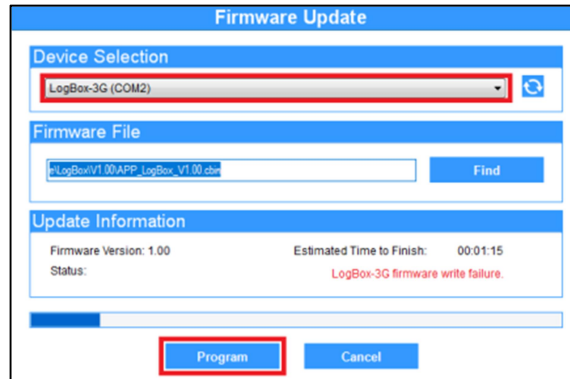 Firmware Update
Device Selection
LogBox-3G (COM2)
Firmware File
e\LogBox\V1.00\APP_LogBox_V1.00.cbin
Find
Update Information
Firmware Version: 1.00
Estimated Time to Finish: 00:01:15
Status:
LogBox-3G firmware write failure.
Program
Cancel